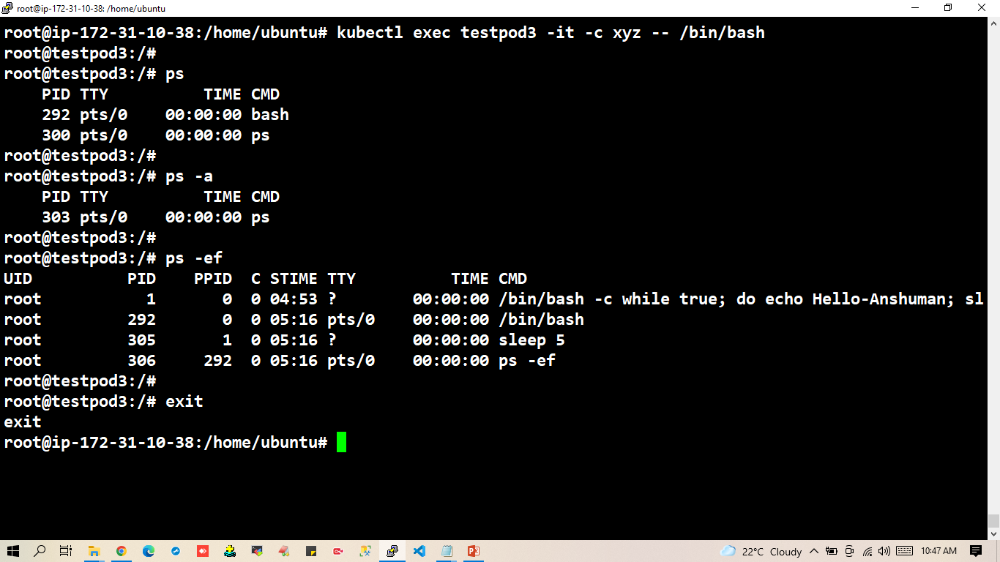 root@ip-172-31-10-38: /home/ubuntu
root@ip-172-31-10-38:/home/ubuntu# kubectl exec testpod3 -it -c xyz -- /bin/bash
root@testpod3:/#
root@testpod3:/# ps
    PID TTY          TIME CMD
    292 pts/0    00:00:00 bash
    300 pts/0    00:00:00 ps
root@testpod3:/#
root@testpod3:/# ps -a
    PID TTY          TIME CMD
    303 pts/0    00:00:00 ps
root@testpod3:/#
root@testpod3:/# ps -ef
UID          PID    PPID  C STIME TTY          TIME CMD
root           1       0  0 04:53 ?        00:00:00 /bin/bash -c while true; do echo Hello-Anshuman; sl
root         292       0  0 05:16 pts/0    00:00:00 /bin/bash
root         305       1  0 05:16 ?        00:00:00 sleep 5
root         306     292  0 05:16 pts/0    00:00:00 ps -ef
root@testpod3:/#
root@testpod3:/# exit
exit
root@ip-172-31-10-38:/home/ubuntu#
22°C Cloudy 10:47 AM